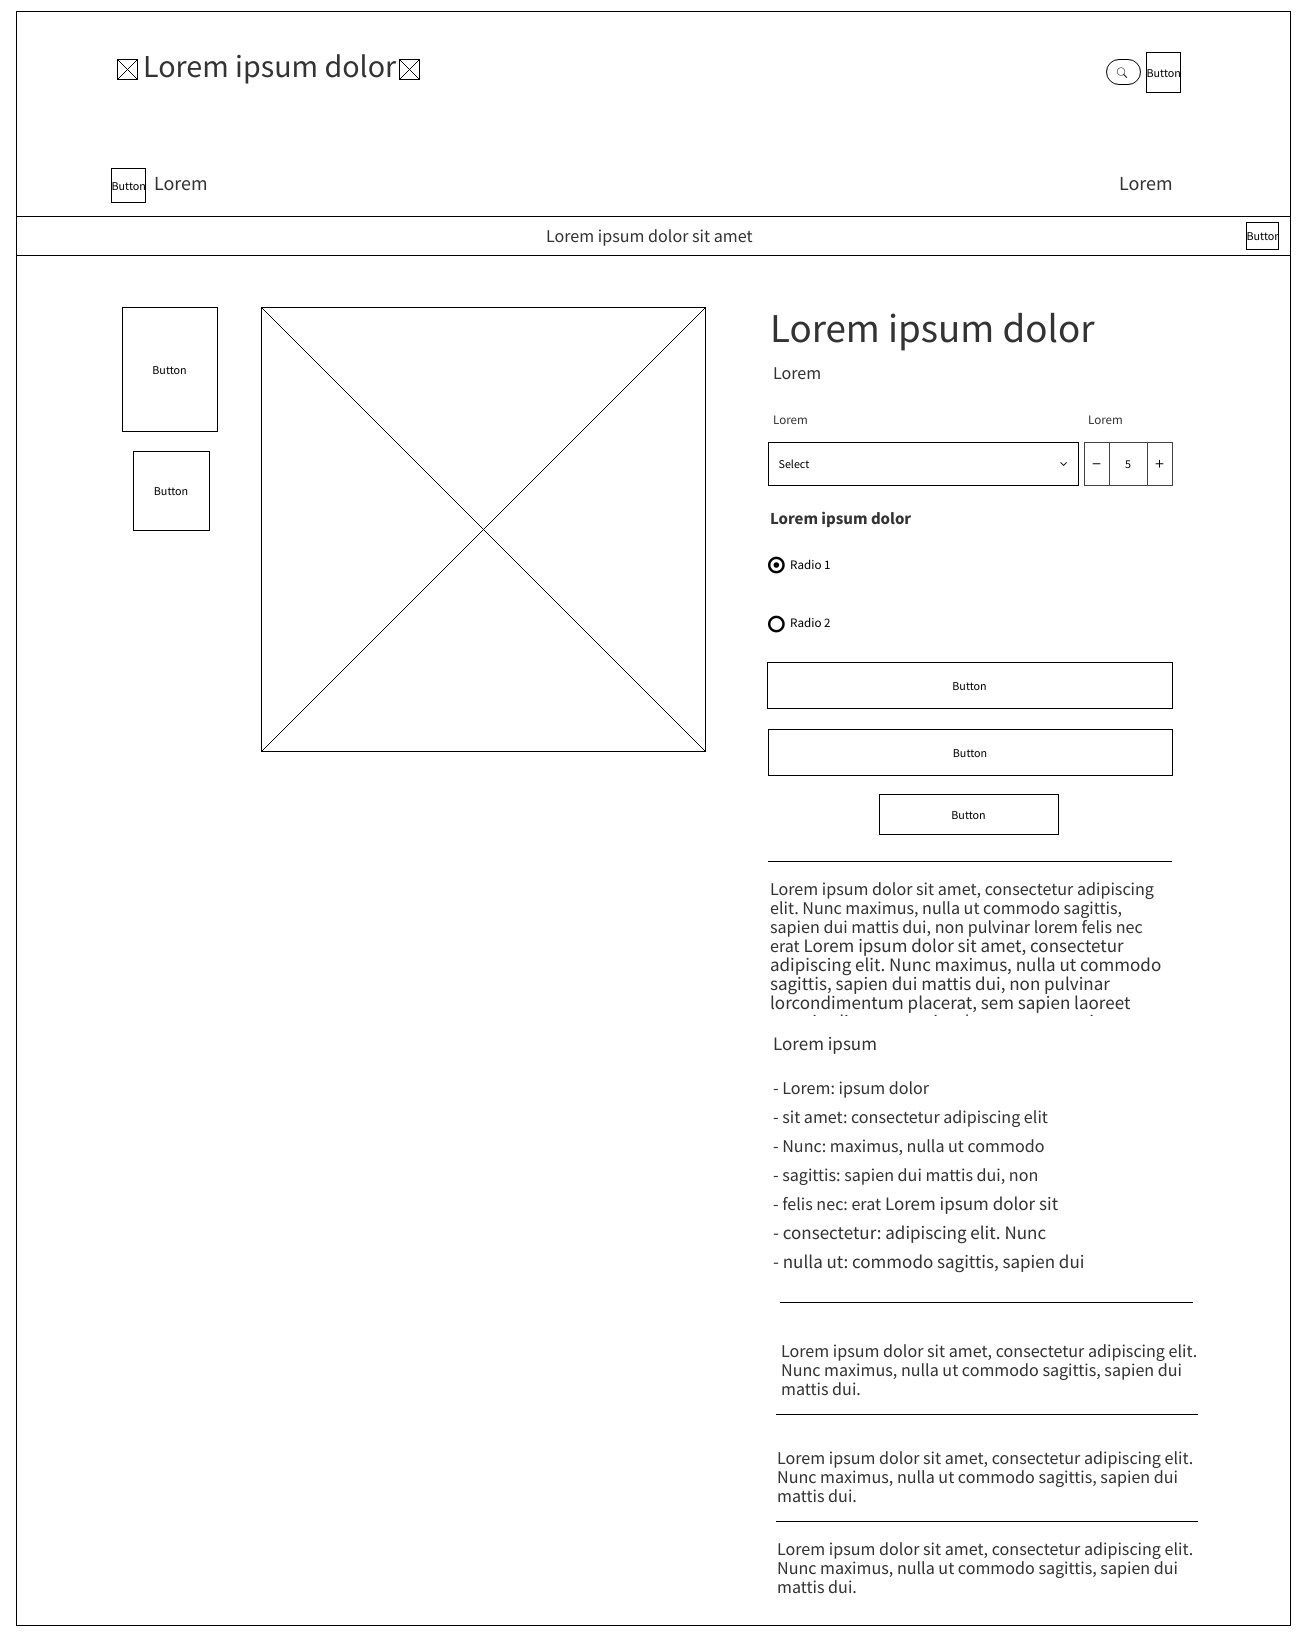 Lorem ipsum dolor
Button
Button
Lorem
Lorem
Lorem ipsum dolor sit amet
Button
Button
Button
Lorem ipsum dolor
Lorem
Lorem
Lorem
Select
5
Lorem ipsum dolor
Radio 1
Radio 2
Button
Button
Button
Lorem ipsum dolor sit amet, consectetur adipiscing
elit. Nunc maximus, nulla ut commodo sagittis,
sapien dui mattis dui, non pulvinar lorem felis nec
erat Lorem ipsum dolor sit amet, consectetur
adipiscing elit. Nunc maximus, nulla ut commodo
sagittis, sapien dui mattis dui, non pulvinar
lorcondimentum placerat, sem sapien laoreet
Lorem ipsum
- Lorem: ipsum dolor
- sit amet: consectetur adipiscing elit
- Nunc: maximus, nulla ut commodo
- sagittis: sapien dui mattis dui, non
- felis nec: erat Lorem ipsum dolor sit
- consectetur: adipiscing elit. Nunc
- nulla ut: commodo sagittis, sapien dui
Lorem ipsum dolor sit amet, consectetur adipiscing elit.
Nunc maximus, nulla ut commodo sagittis, sapien dui
mattis dui.
Lorem ipsum dolor sit amet, consectetur adipiscing elit.
Nunc maximus, nulla ut commodo sagittis, sapien dui
mattis dui.
Lorem ipsum dolor sit amet, consectetur adipiscing elit.
Nunc maximus, nulla ut commodo sagittis, sapien dui
mattis dui.